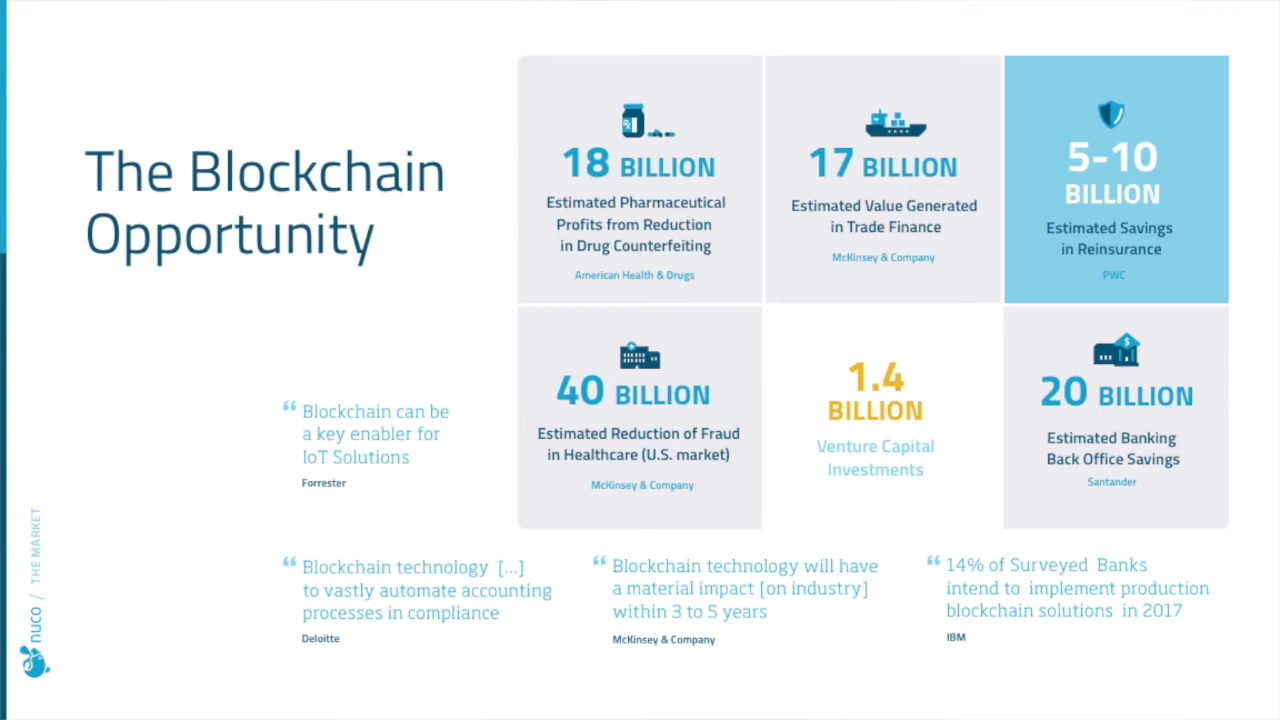 The Blockchain
Opportunity
18 BILLION
Estimated Pharmaceutical
Profits from Reduction
in Drug Counterfeiting
American Health & Drugs
17 BILLION
Estimated Value Generated
in Trade Finance
McKinsey & Company
5-10
BILLION
Estimated Savings
in Reinsurance
PWC
40 BILLION
Estimated Reduction of Fraud
in Healthcare (U.S. market)
McKinsey & Company
1.4
BILLION
Venture Capital
Investments
$
20 BILLION
Estimated Banking
Back Office Savings
Santander
“ Blockchain can be
a key enabler for
IoT Solutions
Forrester
“ Blockchain technology [...]
to vastly automate accounting
processes in compliance
Deloitte
“ Blockchain technology will have
a material impact [on industry]
within 3 to 5 years
McKinsey & Company
“ 14% of Surveyed Banks
intend to implement production
blockchain solutions in 2017
IBM
nuco / THE MARKET